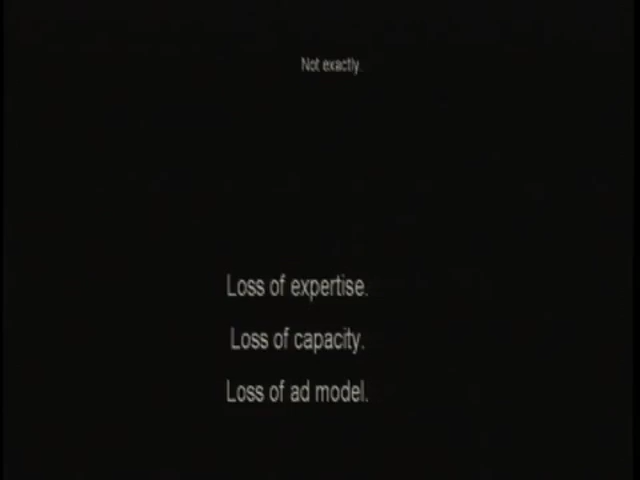 Not exactly.
Loss of expertise.
Loss of capacity.
Loss of ad model.